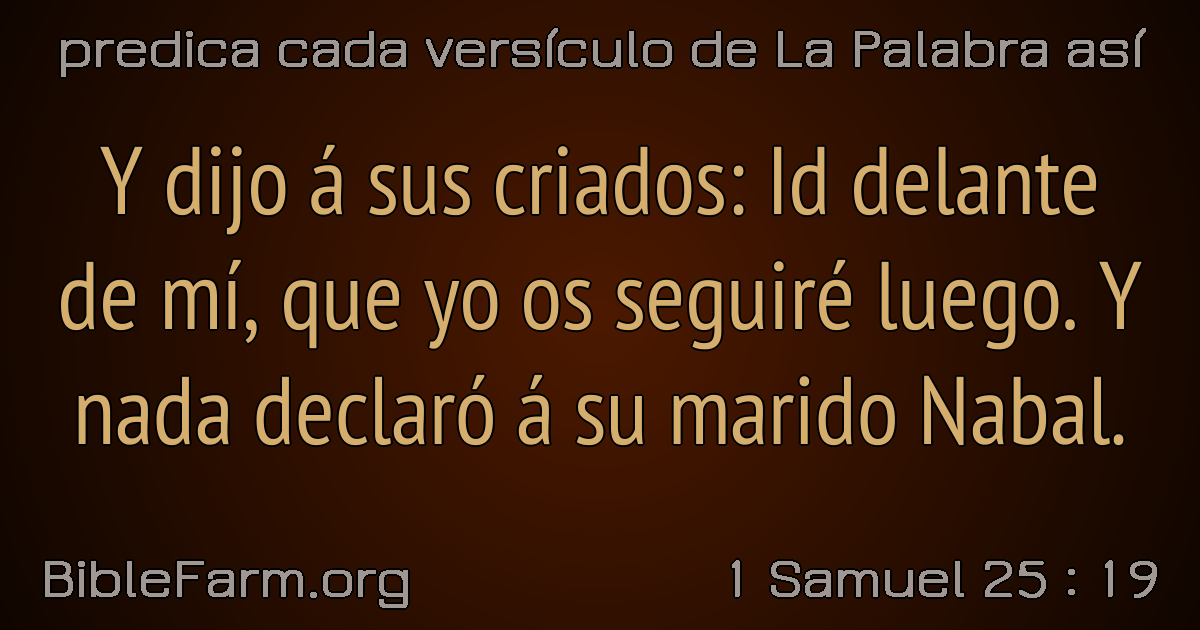 predica cada versículo de La Palabra así
Y dijo á sus criados: Id delante
de mí, que yo os seguiré luego. Y
nada declaró á su marido Nabal.
BibleFarm.org
1 Samuel 25 : 19